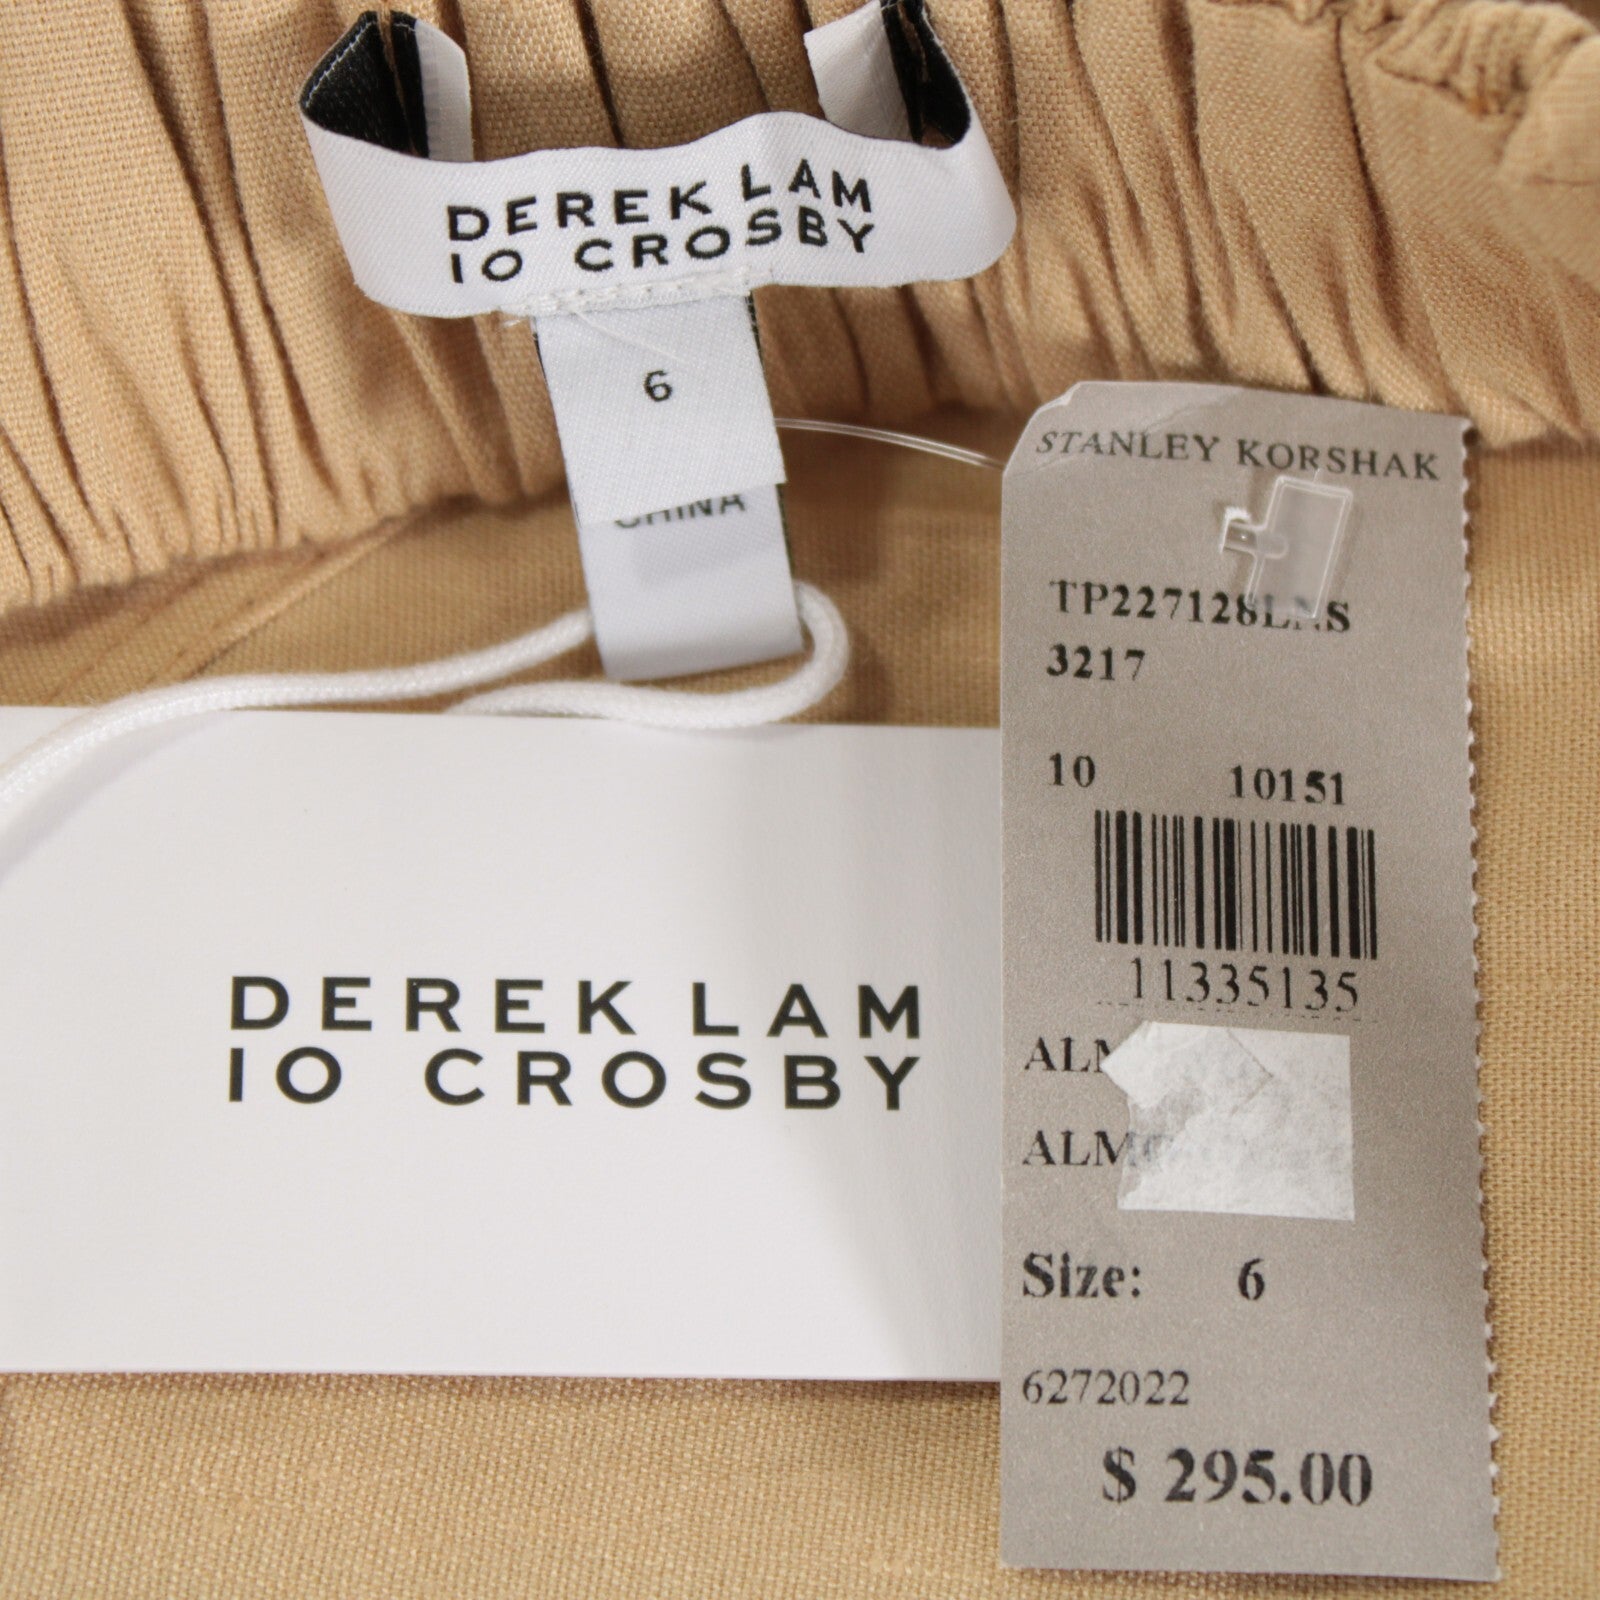 DEREK LAM
10 CROSBY
6
CHINA
STANLEY KORSHAK
TP227128LNS
3217
10 10151
11335135
DEREK LAM
10 CROSBY
Size: 6
6272022
$ 295.00